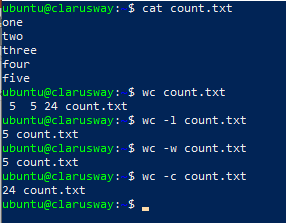 ubuntu@clarusway:~$ cat count.txt
one
two
three
four
five
ubuntu@clarusway:~$ wc count.txt
 5  5 24 count.txt
ubuntu@clarusway:~$ wc -l count.txt
5 count.txt
ubuntu@clarusway:~$ wc -w count.txt
5 count.txt
ubuntu@clarusway:~$ wc -c count.txt
24 count.txt
ubuntu@clarusway:~$